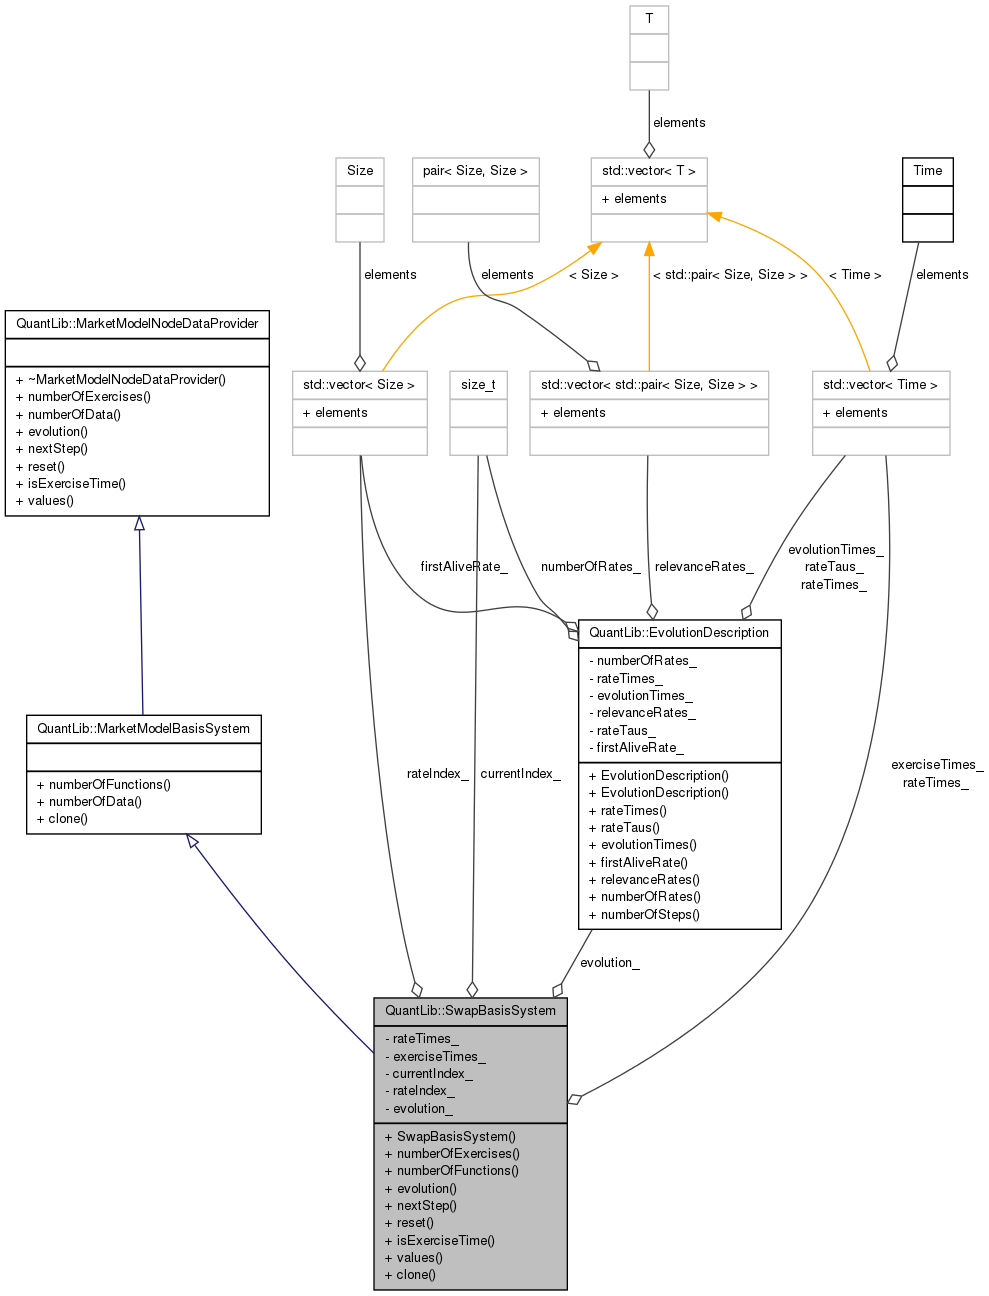 T
elements
Size
pair< Size, Size >
std::vector< T >
+ elements
Time
elements
elements
< Size >
< std::pair< Size, Size > >
< Time >
elements
QuantLib::MarketModelNodeDataProvider
+ ~MarketModelNodeDataProvider()
+ numberOfExercises()
+ numberOfData()
+ evolution()
+ nextStep()
+ reset()
+ isExerciseTime()
+ values()
std::vector< Size >
+ elements
size_t
std::vector< std::pair< Size, Size > >
+ elements
std::vector< Time >
+ elements
firstAliveRate_
numberOfRates_
relevanceRates_
evolutionTimes_
rateTaus_
rateTimes_
QuantLib::EvolutionDescription
- numberOfRates_
- rateTimes_
- evolutionTimes_
- relevanceRates_
- rateTaus_
- firstAliveRate_
+ EvolutionDescription()
+ EvolutionDescription()
+ rateTimes()
+ rateTaus()
+ evolutionTimes()
+ firstAliveRate()
+ relevanceRates()
+ numberOfRates()
+ numberOfSteps()
QuantLib::MarketModelBasisSystem
+ numberOfFunctions()
+ numberOfData()
+ clone()
rateIndex_
currentIndex_
exerciseTimes_
rateTimes_
evolution_
QuantLib::SwapBasisSystem
- rateTimes_
- exerciseTimes_
- currentIndex_
- rateIndex_
- evolution_
+ SwapBasisSystem()
+ numberOfExercises()
+ numberOfFunctions()
+ evolution()
+ nextStep()
+ reset()
+ isExerciseTime()
+ values()
+ clone()